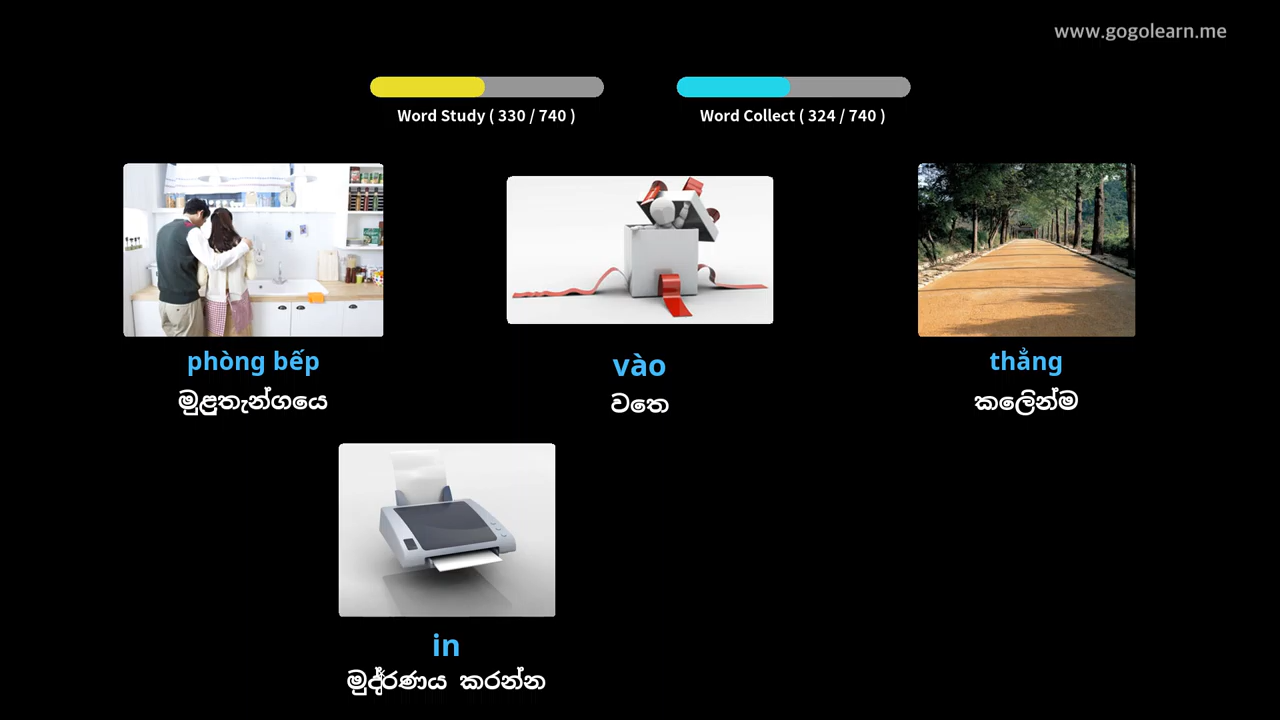 www.gogolearn.me
Word Study ( 330 / 740 )
Word Collect ( 324 / 740 )
phòng bếp
මුළුතැන්ගයෙ
vào
වතෙ
thẳng
කලෙින්ම
in
මුද්‍රණය කරන්න